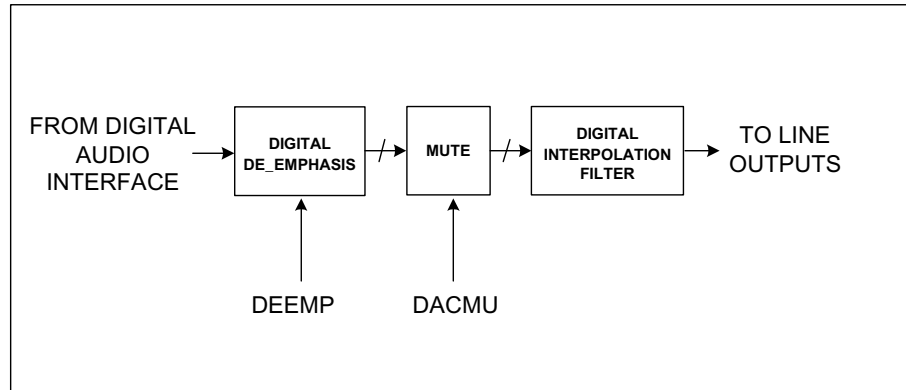 FROM DIGITAL
AUDIO
INTERFACE
DIGITAL
DE_EMPHASIS
MUTE
DIGITAL
INTERPOLATION
FILTER
TO LINE
OUTPUTS
DEEMP
DACMU